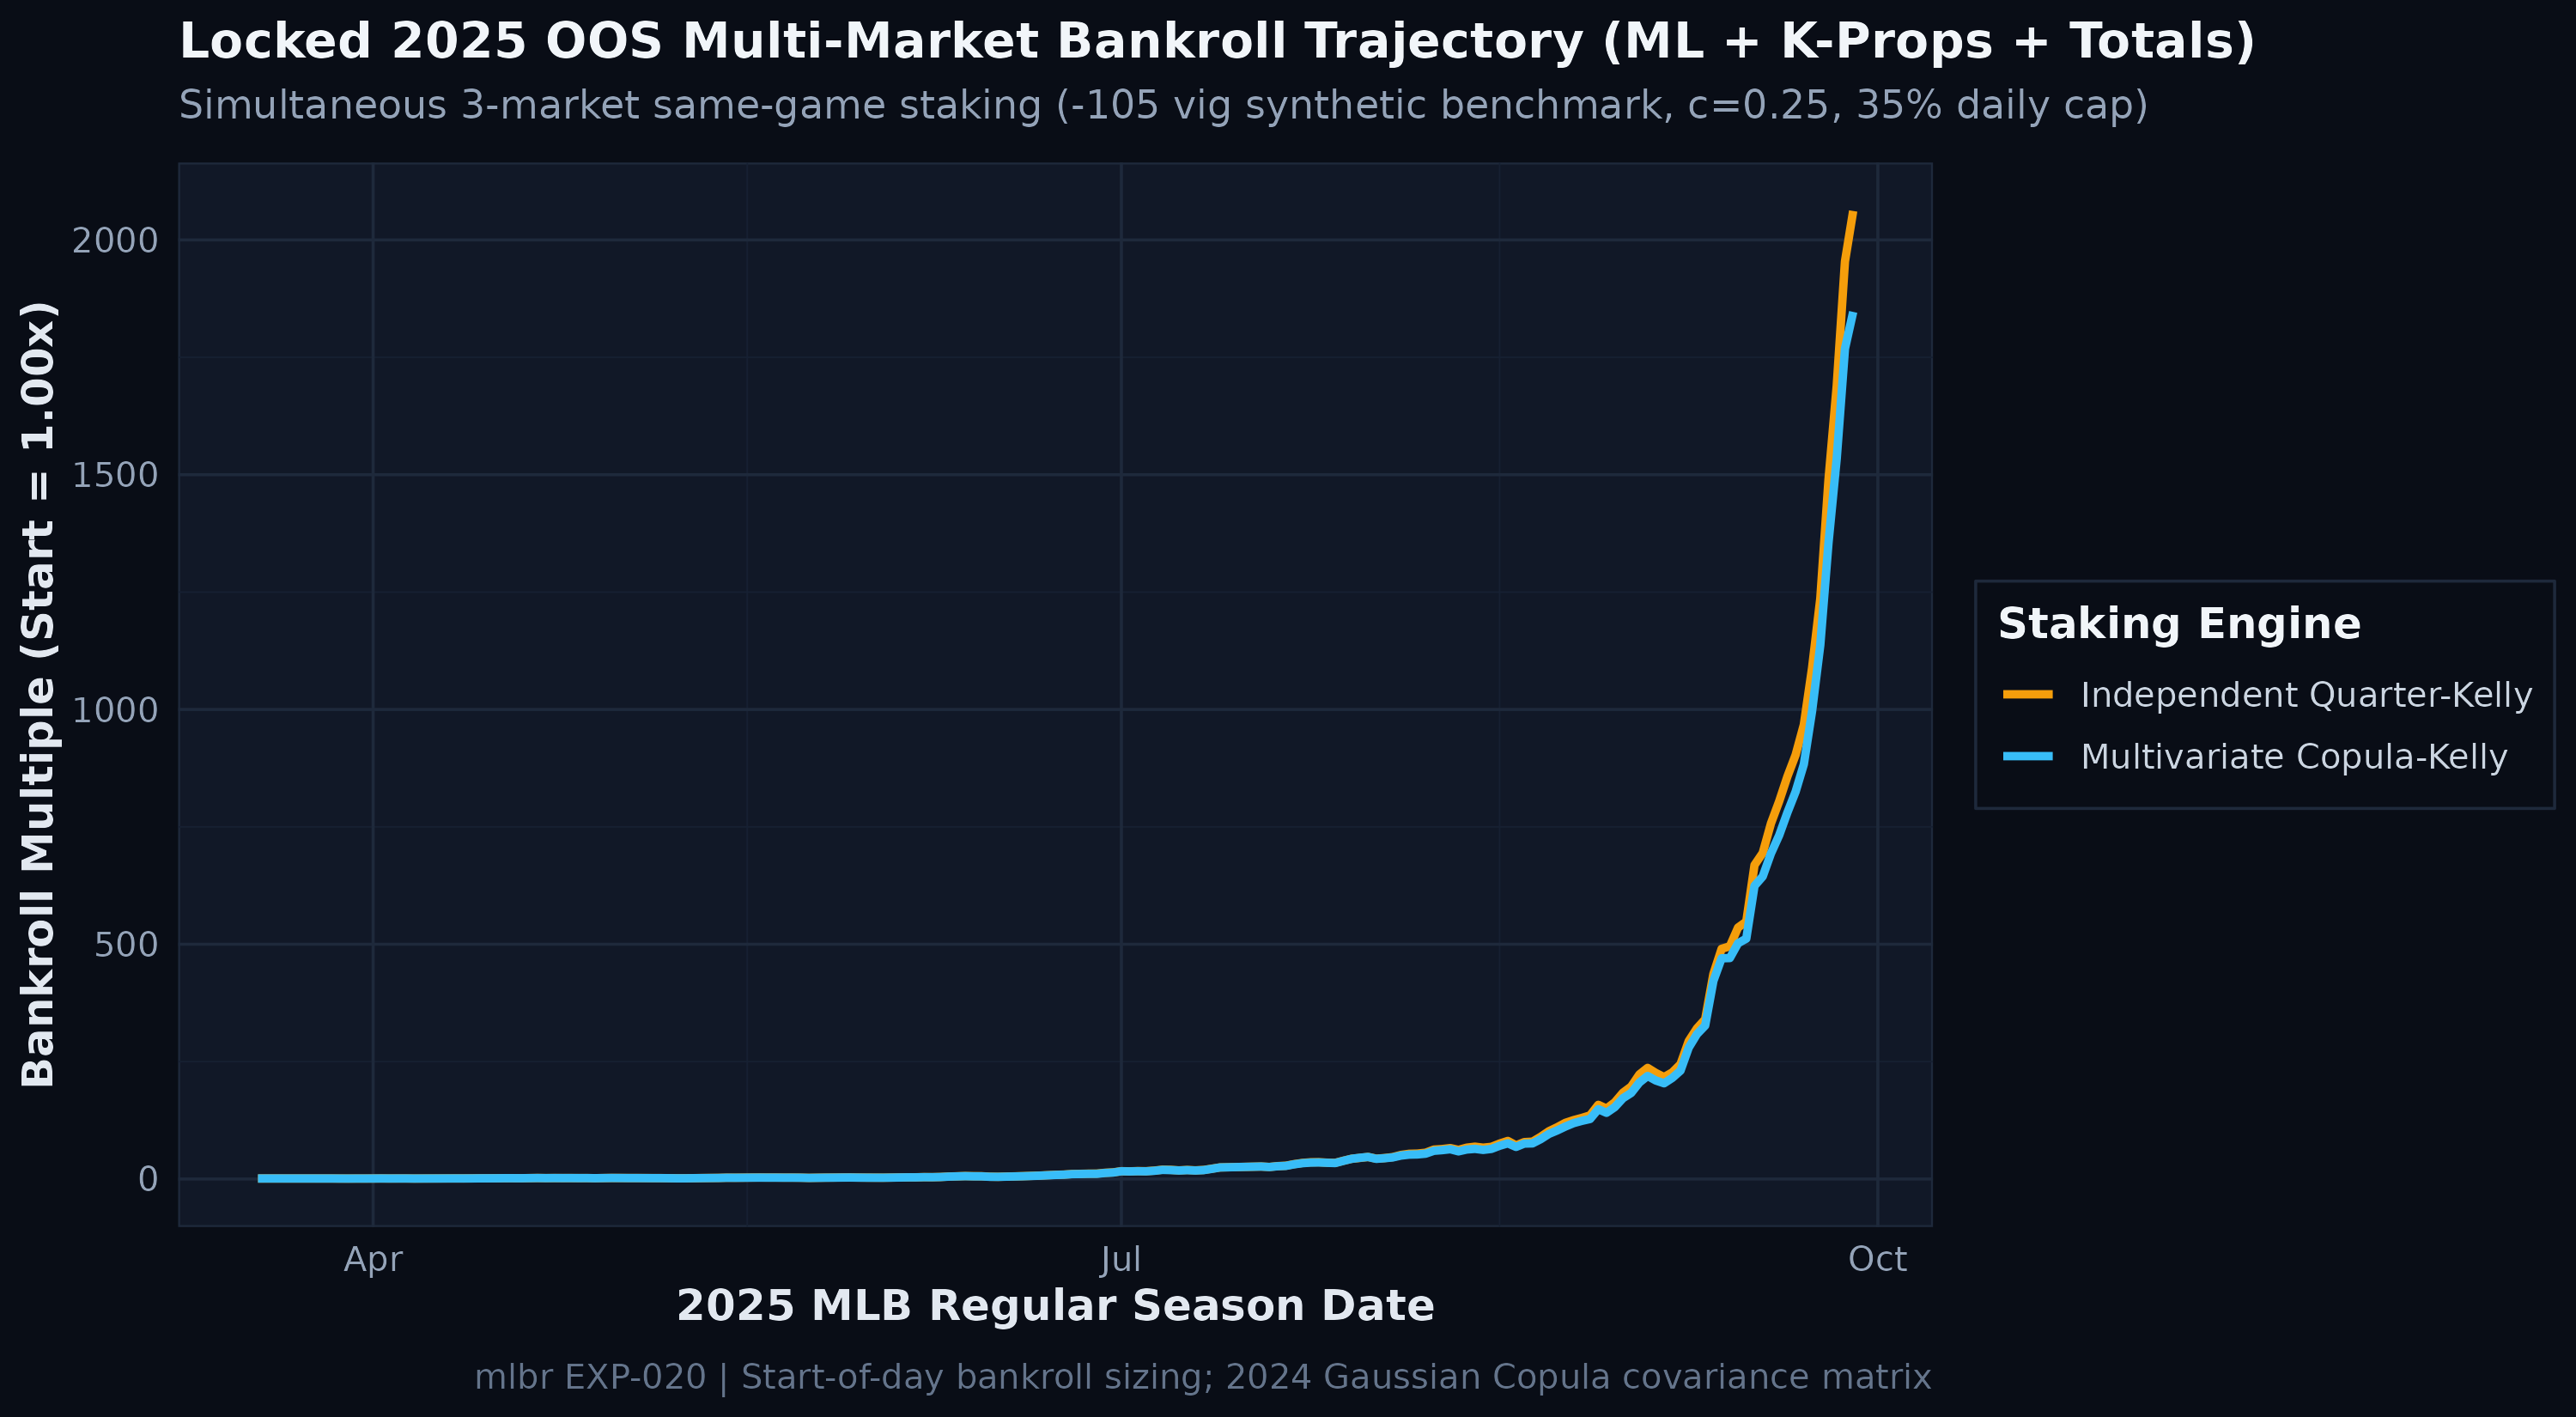 Locked 2025 OOS Multi-Market Bankroll Trajectory (ML + K-Props + Totals)
Simultaneous 3-market same-game staking (-105 vig synthetic benchmark, c=0.25, 35% daily cap)
Bankroll Multiple (Start = 1.00x)
2000
1500
1000
500
0
Apr
Jul
Oct
2025 MLB Regular Season Date
Staking Engine
Independent Quarter-Kelly
Multivariate Copula-Kelly
mlbr EXP-020 | Start-of-day bankroll sizing; 2024 Gaussian Copula covariance matrix